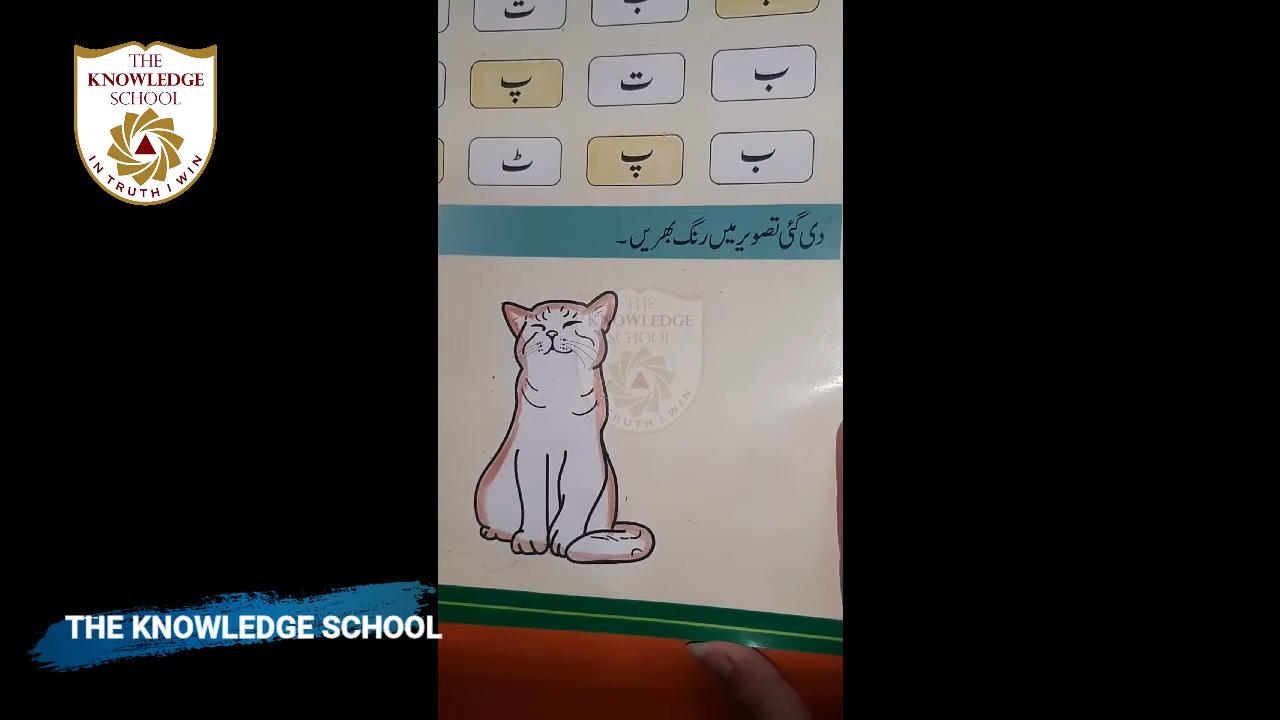 THE
KNOWLEDGE
SCHOOL
IN TRUTH I WIN
ب ت پ
ب پ ٹ
دی گئی تصویر میں رنگ بھریں۔
THE
KNOWLEDGE
SCHOOL
TRUTH I WIN
THE KNOWLEDGE SCHOOL